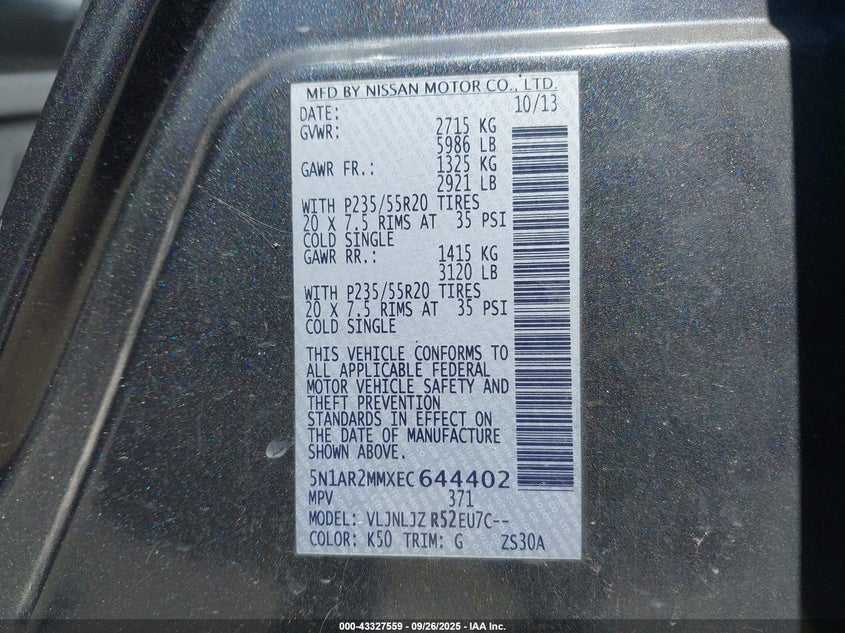 MFD BY NISSAN MOTOR CO., LTD.
DATE: 10/13
GVWR: 2715 KG
5986 LB
GAWR FR.: 1325 KG
2921 LB
WITH P235/55R20 TIRES
20 X 7.5 RIMS AT 35 PSI
COLD SINGLE
GAWR RR.: 1415 KG
3120 LB
WITH P235/55R20 TIRES
20 X 7.5 RIMS AT 35 PSI
COLD SINGLE
THIS VEHICLE CONFORMS TO
ALL APPLICABLE FEDERAL
MOTOR VEHICLE SAFETY AND
THEFT PREVENTION
STANDARDS IN EFFECT ON
THE DATE OF MANUFACTURE
SHOWN ABOVE.
5N1AR2MMXEC644402
MPV 371
MODEL: VLJNLJZ R52EU7C--
COLOR: K50 TRIM: G ZS30A
000-43327559 - 09/26/2025 - IAA Inc.